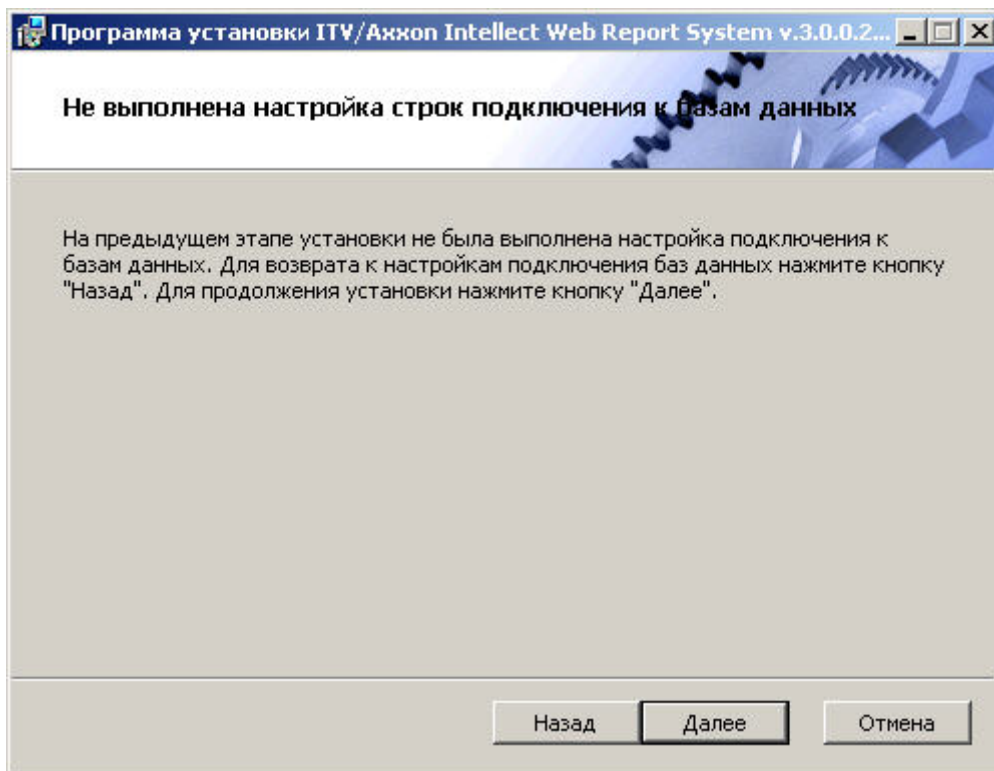 Программа установки ITV/Axxon Intellect Web Report System v.3.0.0.2...
Не выполнена настройка строк подключения к базам данных
На предыдущем этапе установки не была выполнена настройка подключения к
базам данных. Для возврата к настройкам подключения баз данных нажмите кнопку
"Назад". Для продолжения установки нажмите кнопку "Далее".
Назад Далее Отмена